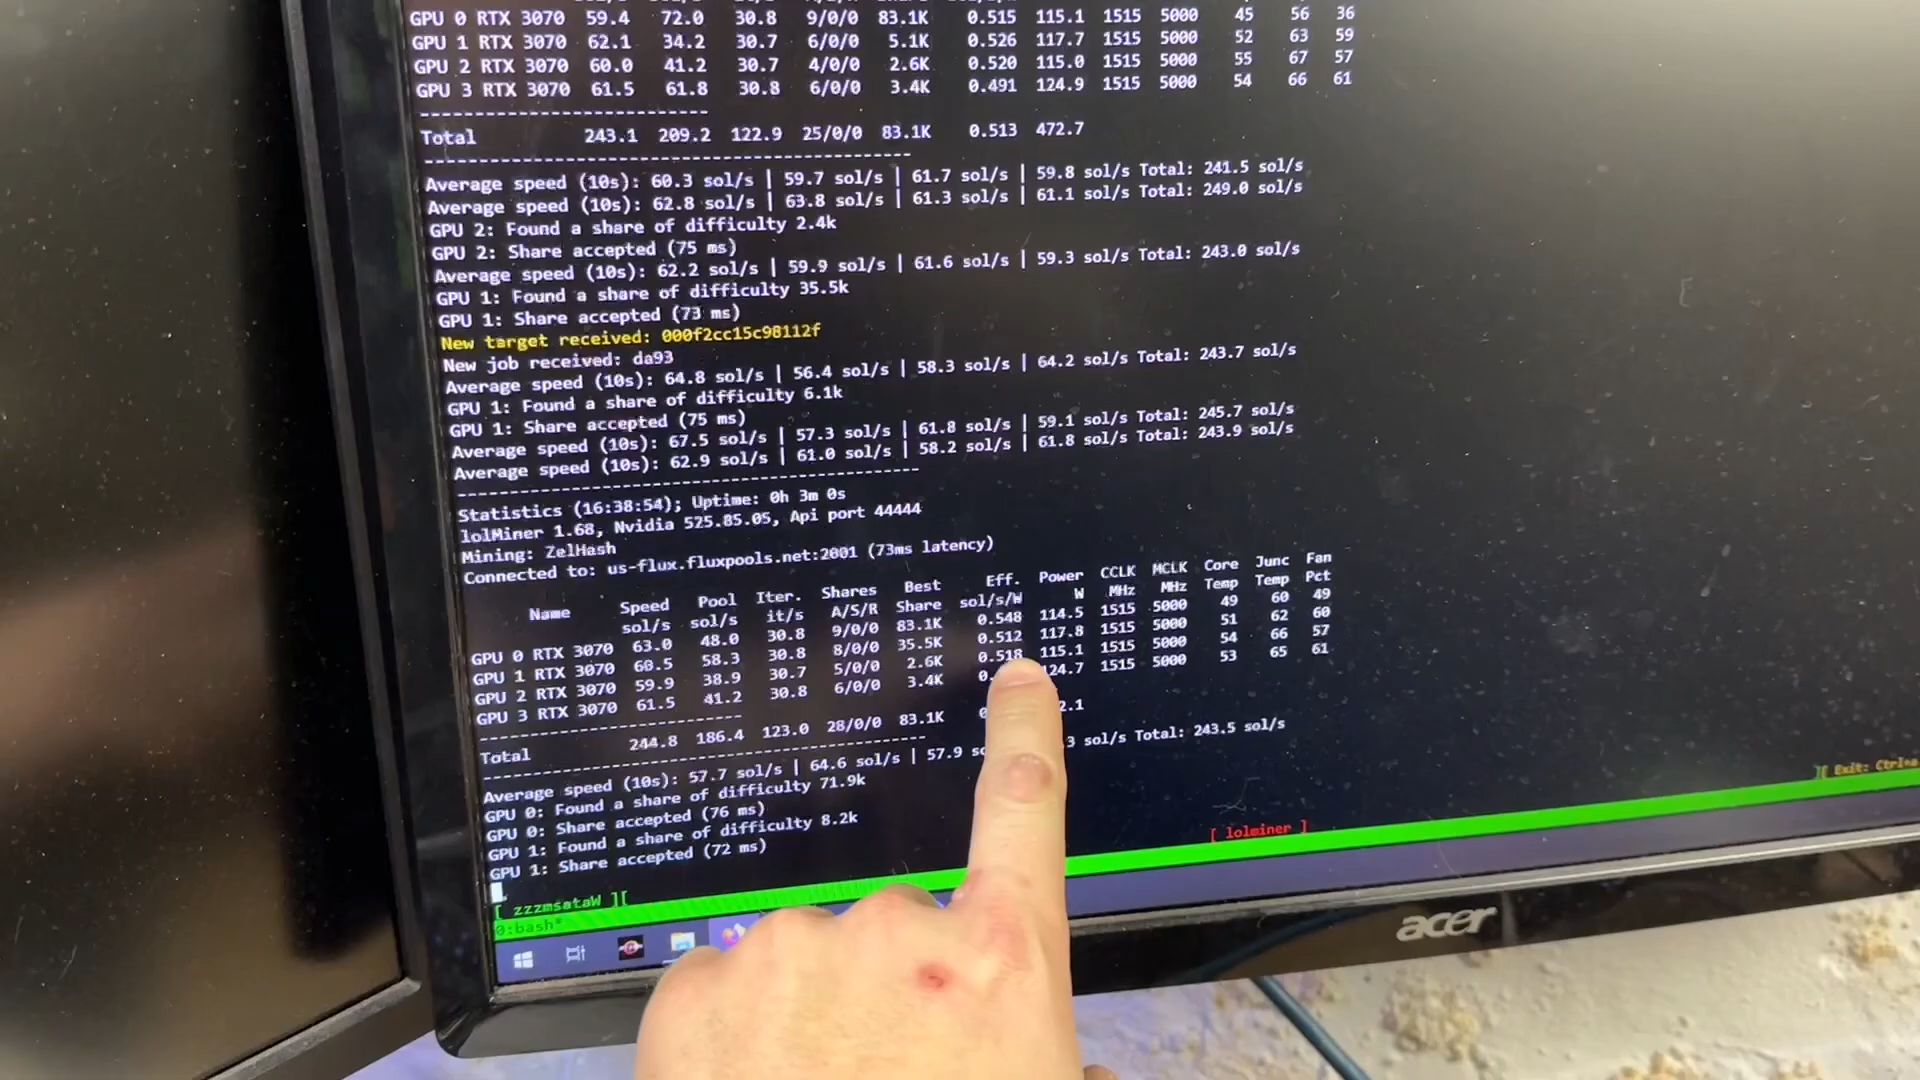 GPU 0 RTX 3070 59.4 72.0 30.8 9/0/0 83.1K 0.515 115.1 1515 5000 45 56 36
GPU 1 RTX 3070 62.1 34.2 30.7 6/0/0 5.1K 0.526 117.7 1515 5000 52 63 59
GPU 2 RTX 3070 60.0 41.2 30.7 4/0/0 2.6K 0.520 115.0 1515 5000 55 67 57
GPU 3 RTX 3070 61.5 61.8 30.8 6/0/0 3.4K 0.491 124.9 1515 5000 54 66 61
Total 243.1 209.2 122.9 25/0/0 83.1K 0.513 472.7
Average speed (10s): 60.3 sol/s | 59.7 sol/s | 61.7 sol/s | 59.8 sol/s Total: 241.5 sol/s
Average speed (10s): 62.8 sol/s | 63.8 sol/s | 61.3 sol/s | 61.1 sol/s Total: 249.0 sol/s
GPU 2: Found a share of difficulty 2.4k
GPU 2: Share accepted (75 ms)
Average speed (10s): 62.2 sol/s | 59.9 sol/s | 61.6 sol/s | 59.3 sol/s Total: 243.0 sol/s
GPU 1: Found a share of difficulty 35.5k
GPU 1: Share accepted (73 ms)
New target received: 000f2cc15c98112f
New job received: da93
Average speed (10s): 64.8 sol/s | 56.4 sol/s | 58.3 sol/s | 64.2 sol/s Total: 243.7 sol/s
GPU 1: Found a share of difficulty 6.1k
GPU 1: Share accepted (75 ms)
Average speed (10s): 67.5 sol/s | 57.3 sol/s | 61.8 sol/s | 59.1 sol/s Total: 245.7 sol/s
Average speed (10s): 62.9 sol/s | 61.0 sol/s | 58.2 sol/s | 61.8 sol/s Total: 243.9 sol/s
Statistics (16:38:54); Uptime: 0h 3m 0s
lolMiner 1.68, Nvidia 525.85.05, Api port 44444
Mining: ZelHash
Connected to: us-flux.fluxpools.net:2001 (73ms latency)
Name Speed Pool Iter. Shares Best Eff. Power CCLK MCLK Core Junc Fan
sol/s sol/s it/s A/S/R Share sol/s/W W MHz MHz Temp Temp Pct
GPU 0 RTX 3070 63.0 48.0 30.8 9/0/0 83.1K 0.548 114.5 1515 5000 49 60 49
GPU 1 RTX 3070 60.5 58.3 30.8 8/0/0 35.5K 0.512 117.8 1515 5000 51 62 60
GPU 2 RTX 3070 59.9 38.9 30.7 5/0/0 2.6K 0.518 115.1 1515 5000 54 66 57
GPU 3 RTX 3070 61.5 41.2 30.8 6/0/0 3.4K 0. 24.7 1515 5000 53 65 61
Total 244.8 186.4 123.0 28/0/0 83.1K 2.1
Average speed (10s): 57.7 sol/s | 64.6 sol/s | 57.9 3 sol/s Total: 243.5 sol/s
GPU 0: Found a share of difficulty 71.9k
GPU 0: Share accepted (76 ms)
GPU 1: Found a share of difficulty 8.2k
GPU 1: Share accepted (72 ms)
[ zzzmsataW ][ [ lolminer ] ][ Exit: Ctrl+a
0:bash*
acer